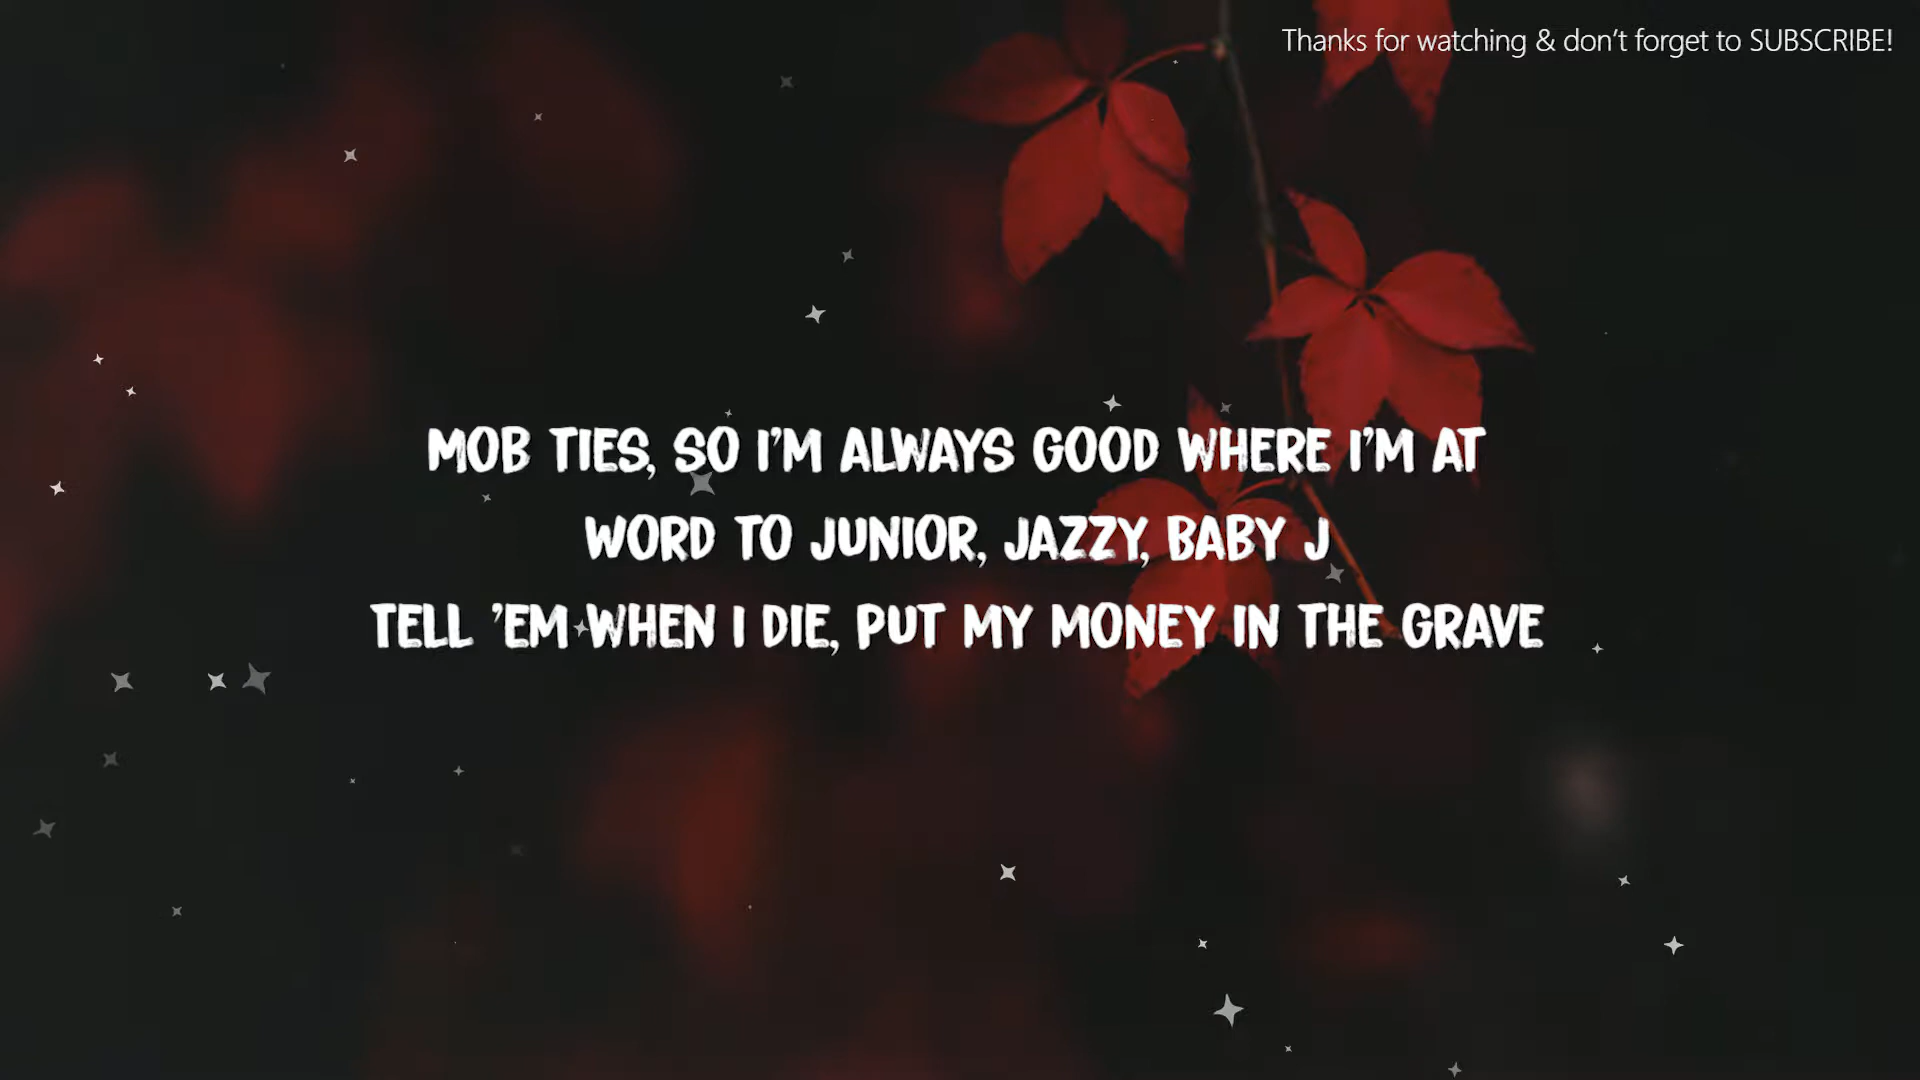 Thanks for watching & don't forget to SUBSCRIBE!
MOB TIES, SO I'M ALWAYS GOOD WHERE I'M AT
WORD TO JUNIOR, JAZZY, BABY J
TELL 'EM WHEN I DIE, PUT MY MONEY IN THE GRAVE